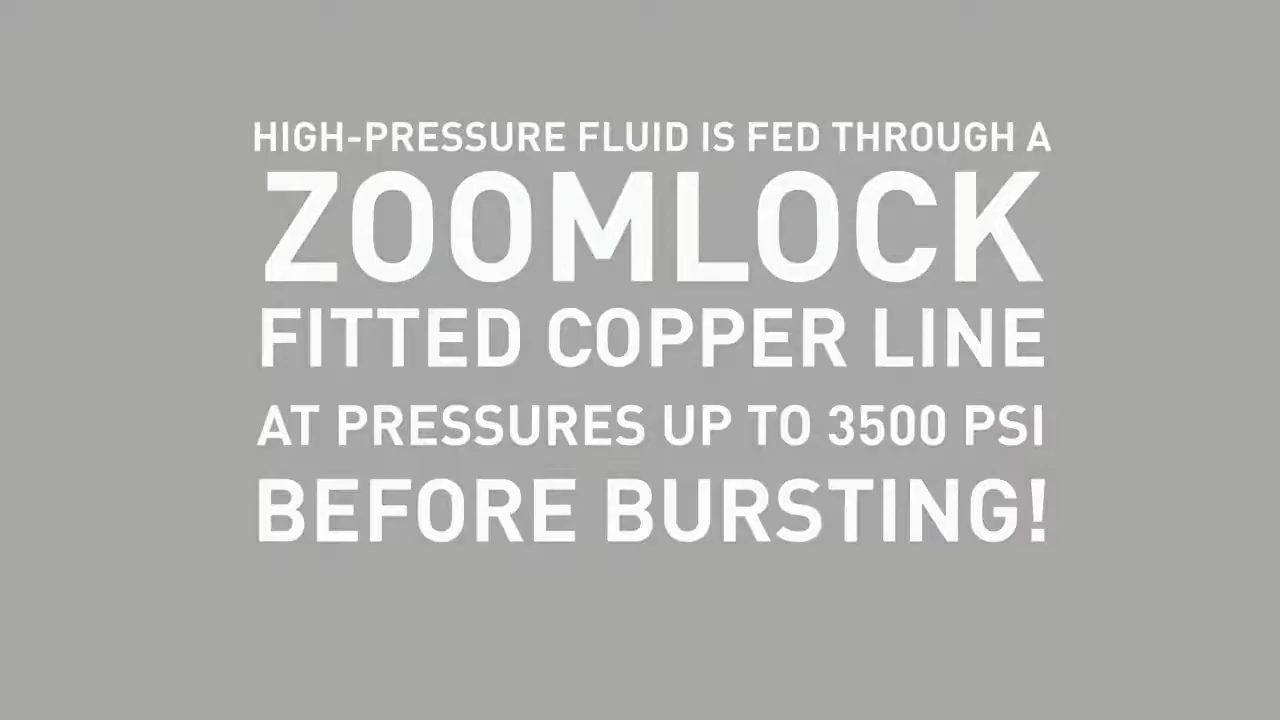 HIGH-PRESSURE FLUID IS FED THROUGH A
ZOOMLOCK
FITTED COPPER LINE
AT PRESSURES UP TO 3500 PSI
BEFORE BURSTING!